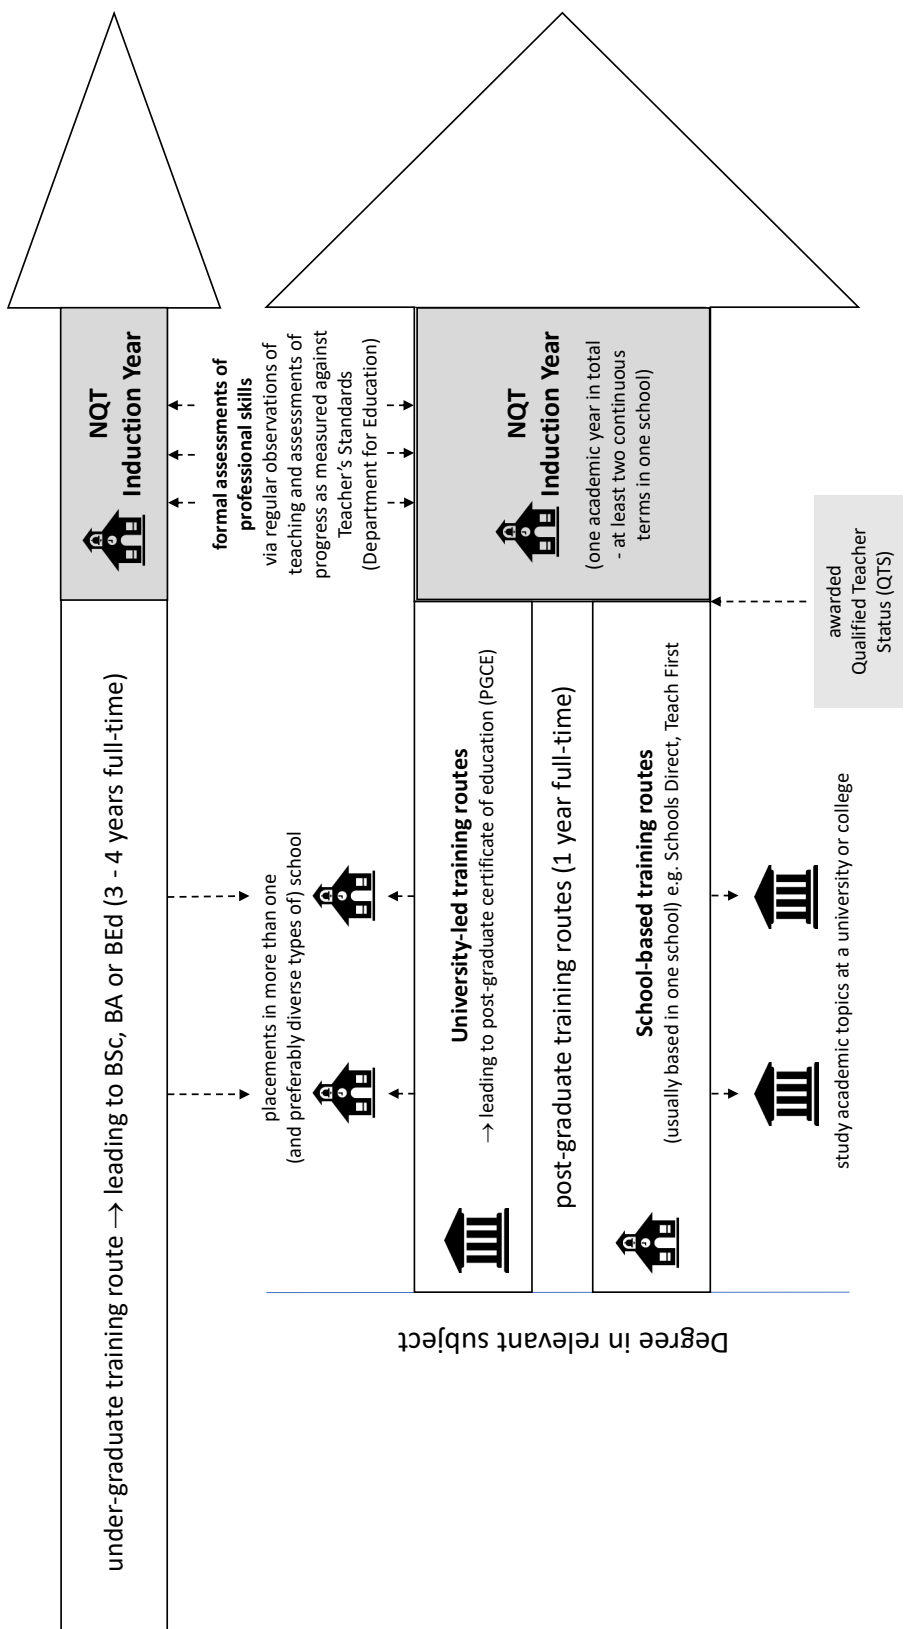 under-graduate training route → leading to BSc, BA or BEd (3 - 4 years full-time)
NQT
Induction Year
placements in more than one
(and preferably diverse types of) school
formal assessments of
professional skills
via regular observations of
teaching and assessments of
progress as measured against
Teacher's Standards
(Department for Education)
Degree in relevant subject
University-led training routes
→ leading to post-graduate certificate of education (PGCE)
post-graduate training routes (1 year full-time)
School-based training routes
(usually based in one school) e.g. Schools Direct, Teach First
NQT
Induction Year
(one academic year in total
- at least two continuous
terms in one school)
study academic topics at a university or college
awarded
Qualified Teacher
Status (QTS)